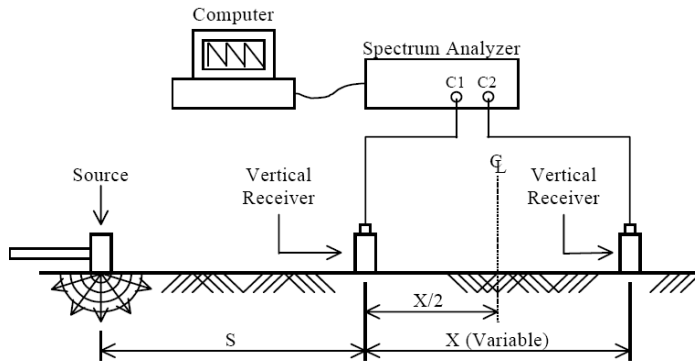 Computer
Spectrum Analyzer
C1 C2
Source
Vertical
Receiver
℄
Vertical
Receiver
X/2
S
X (Variable)